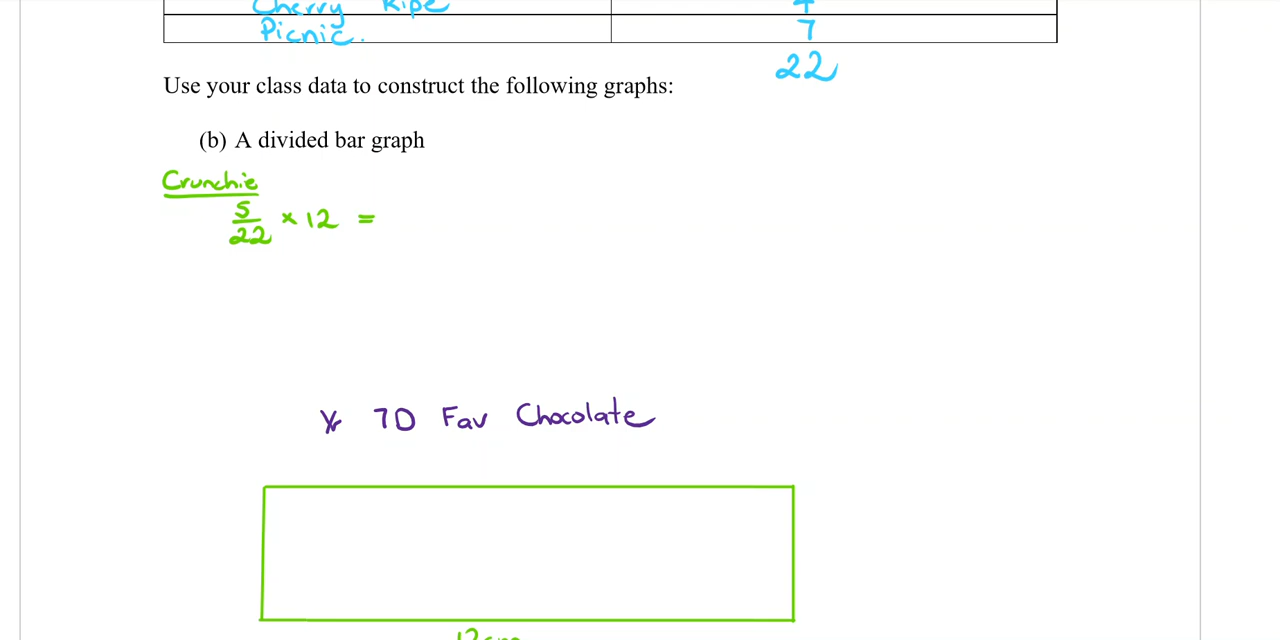 Cherry Ripe
Picnic. 7
22
Use your class data to construct the following graphs:
(b) A divided bar graph
Crunchie
5/22 × 12 =
7D Fav Chocolate
12cm